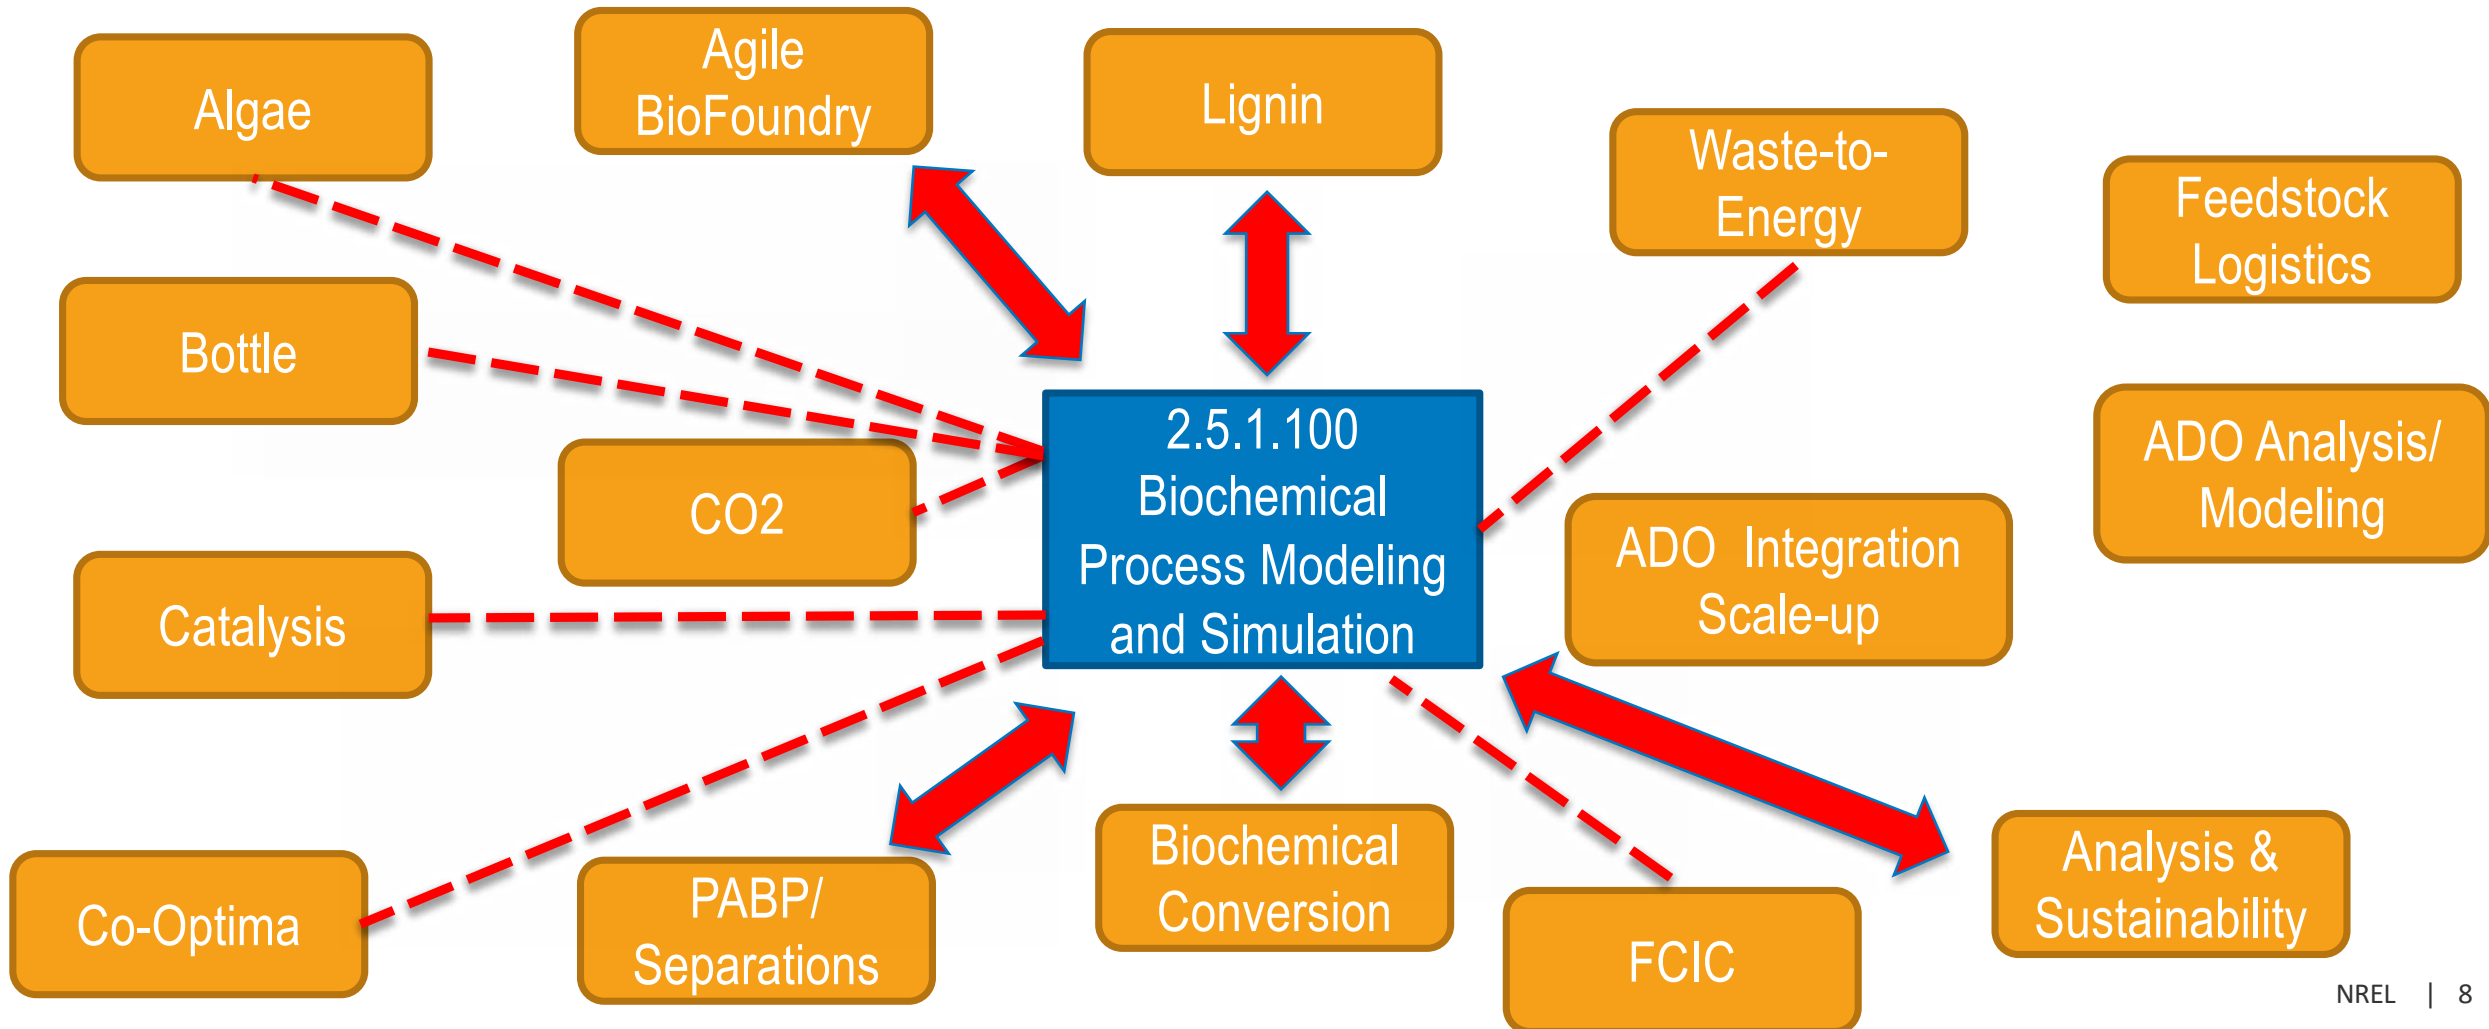 Algae
Agile
BioFoundry
Lignin
Waste-to-
Energy
Feedstock
Logistics
Bottle
CO2
2.5.1.100
Biochemical
Process Modeling
and Simulation
ADO Analysis/
Modeling
ADO Integration
Scale-up
Catalysis
Co-Optima
PABP/
Separations
Biochemical
Conversion
FCIC
Analysis &
Sustainability
NREL | 8